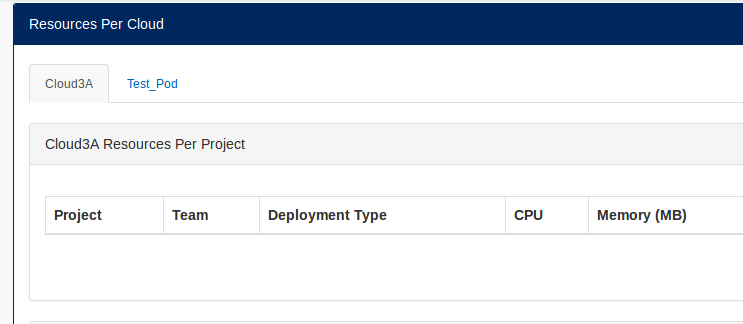 Resources Per Cloud
Cloud3A Test_Pod
Cloud3A Resources Per Project
Project Team Deployment Type CPU Memory (MB)